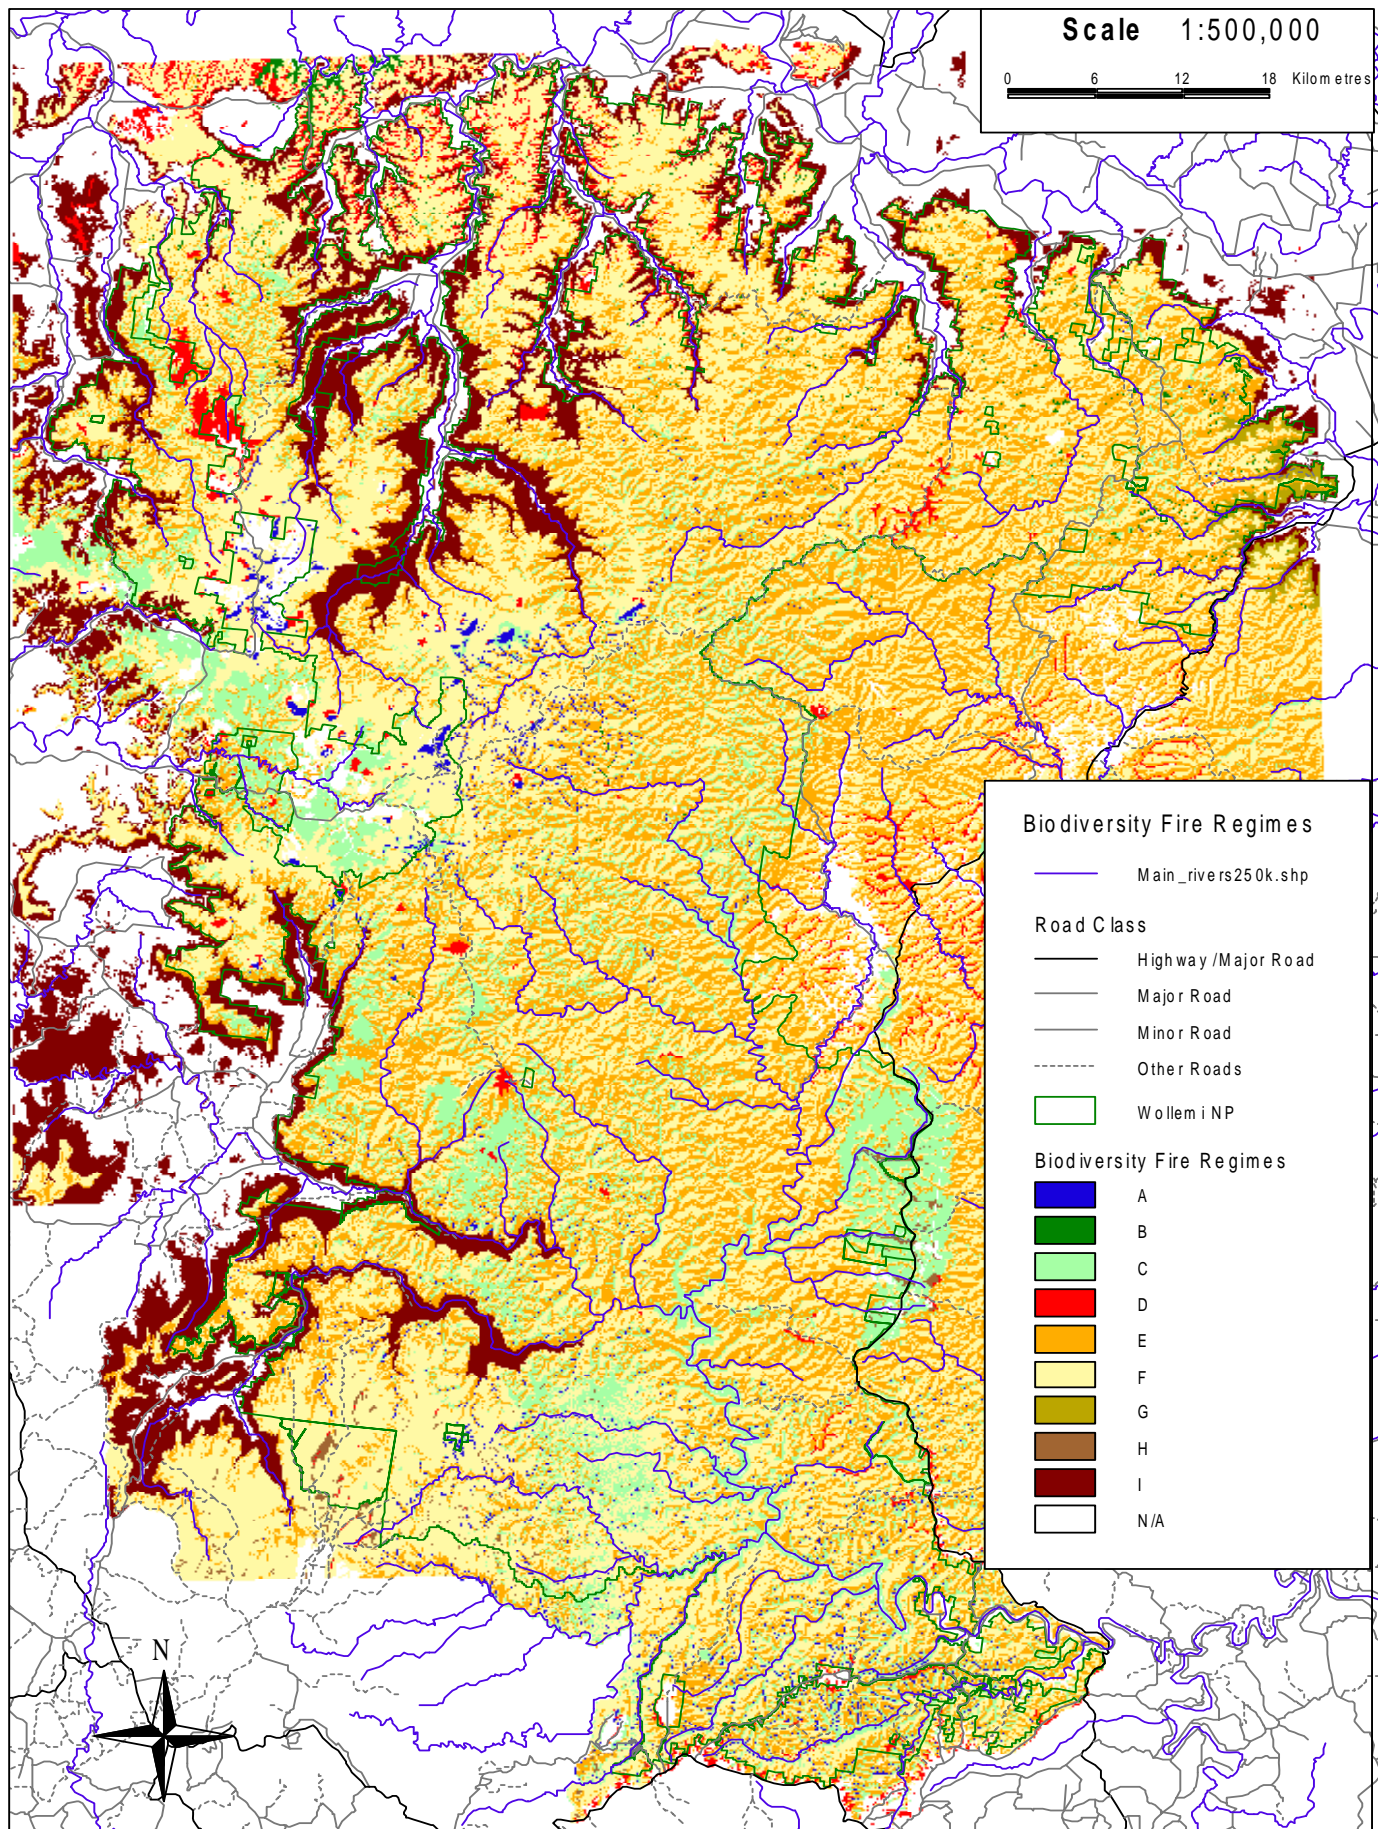 Scale 1:500,000
0 6 12 18 Kilometres
Biodiversity Fire Regimes
Main_rivers250k.shp
Road Class
Highway/Major Road
Major Road
Minor Road
Other Roads
Wollemi NP
Biodiversity Fire Regimes
A
B
C
D
E
F
G
H
I
N/A
N